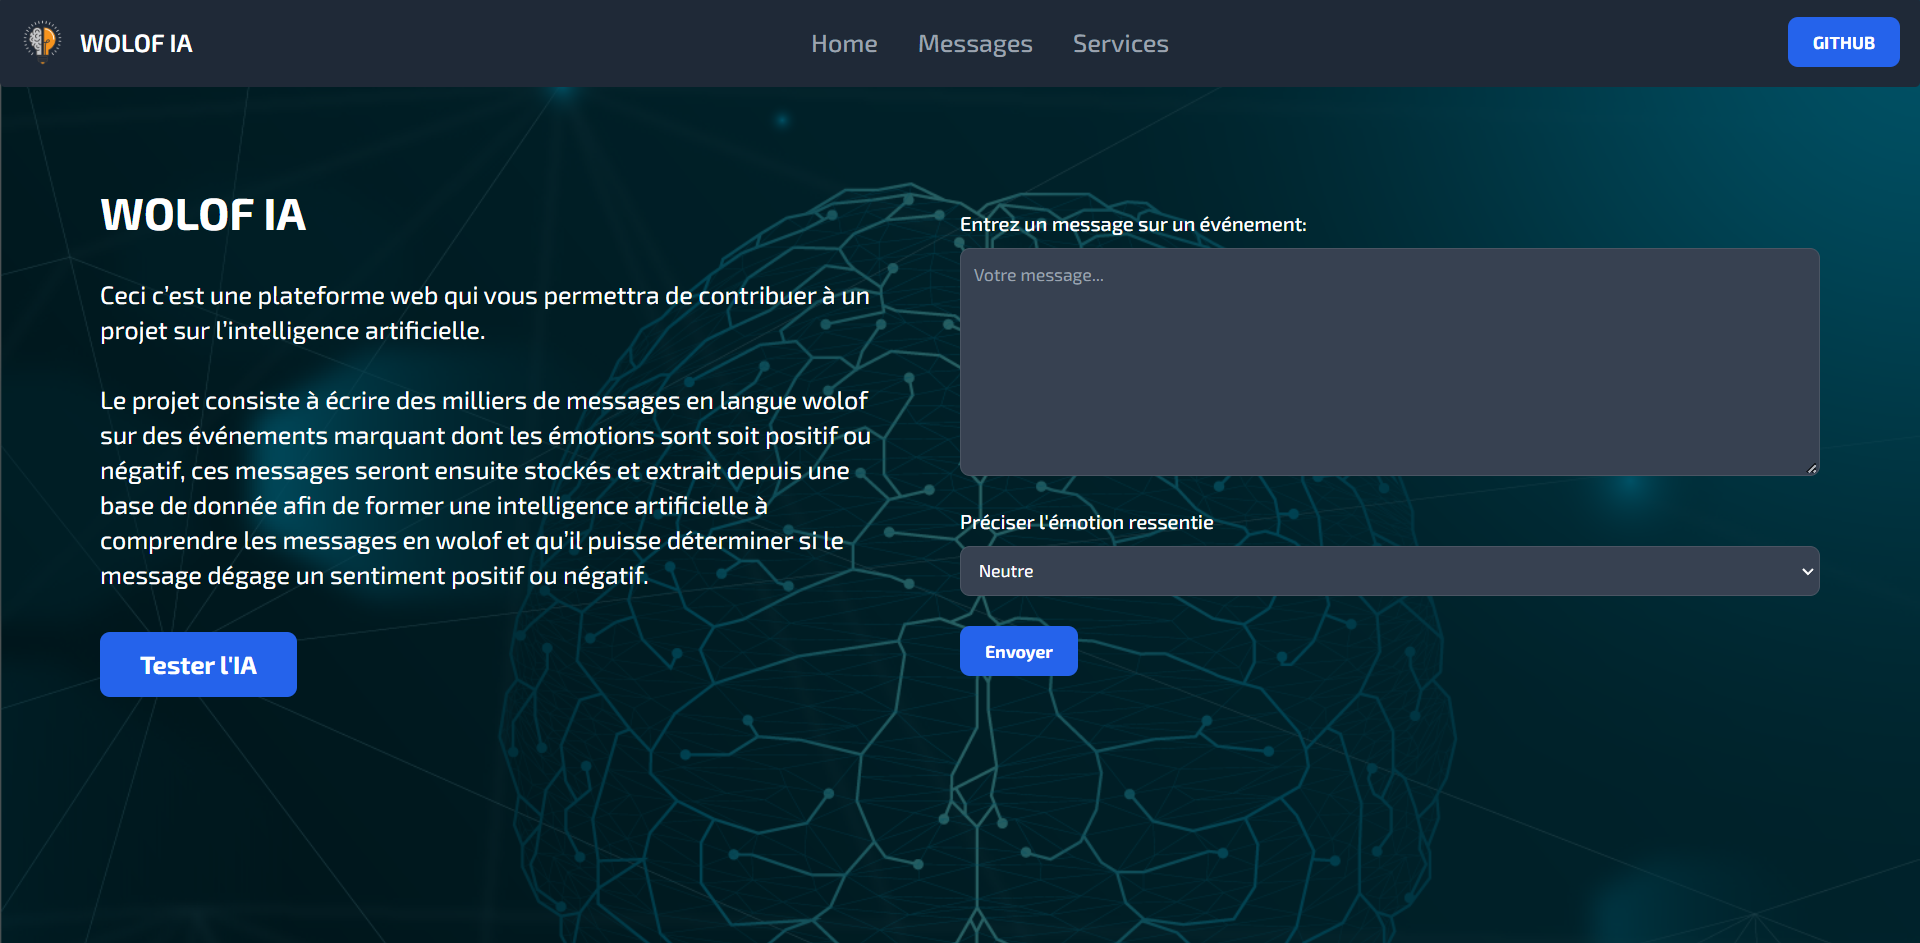 WOLOF IA
Home
Messages
Services
GITHUB
WOLOF IA
Ceci c’est une plateforme web qui vous permettra de contribuer à un
projet sur l’intelligence artificielle.
Le projet consiste à écrire des milliers de messages en langue wolof
sur des événements marquant dont les émotions sont soit positif ou
négatif, ces messages seront ensuite stockés et extrait depuis une
base de donnée afin de former une intelligence artificielle à
comprendre les messages en wolof et qu’il puisse déterminer si le
message dégage un sentiment positif ou négatif.
Tester l'IA
Entrez un message sur un événement:
Votre message...
Préciser l'émotion ressentie
Neutre
Envoyer